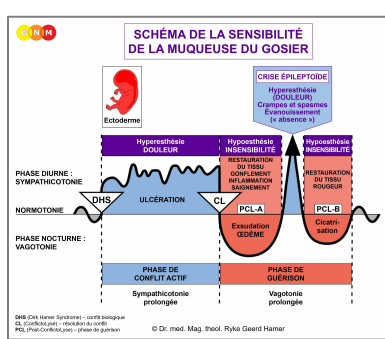 GNM
SCHÉMA DE LA SENSIBILITÉ
DE LA MUQUEUSE DU GOSIER
Ectoderme
CRISE ÉPILEPTOÏDE
Hyperesthésie
(DOULEUR)
Crampes et spasmes
Évanouissement
(« absence »)
Hyperesthésie
DOULEUR
Hypoesthésie
INSENSIBILITÉ
Hypoesthésie
INSENSIBILITÉ
PHASE DIURNE :
SYMPATHICOTONIE
RESTAURATION
DU TISSU
GONFLEMENT
INFLAMMATION
SAIGNEMENT
RESTAURATION
DU TISSU
ROUGEUR
DHS
ULCÉRATION
CL
PCL-A
PCL-B
NORMOTONIE
PHASE NOCTURNE :
VAGOTONIE
Exsudation
ŒDÈME
Cicatri-
sation
PHASE DE
CONFLIT ACTIF
PHASE DE
GUÉRISON
Sympathicotonie
prolongée
Vagotonie
prolongée
DHS (Dirk Hamer Syndrome) – conflit biologique
CL (ConflictoLyse) – résolution du conflit
PCL (Post-ConflictoLyse) – phase de guérison
© Dr. med. Mag. theol. Ryke Geerd Hamer